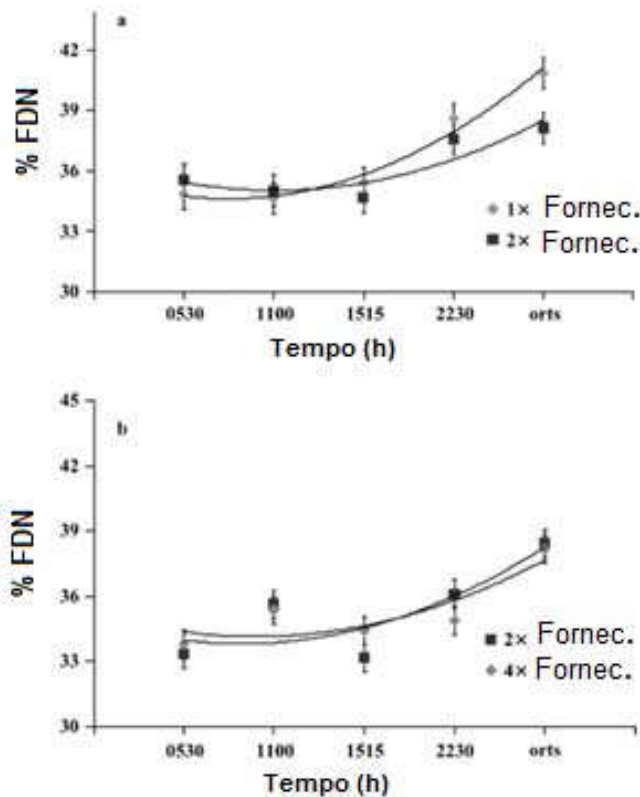 a
42
39
36
33
30
% FDN
1× Fornec.
2× Fornec.
0530 1100 1515 2230 orts
Tempo (h)
b
45
42
39
36
33
30
% FDN
2× Fornec.
4× Fornec.
0530 1100 1515 2230 orts
Tempo (h)